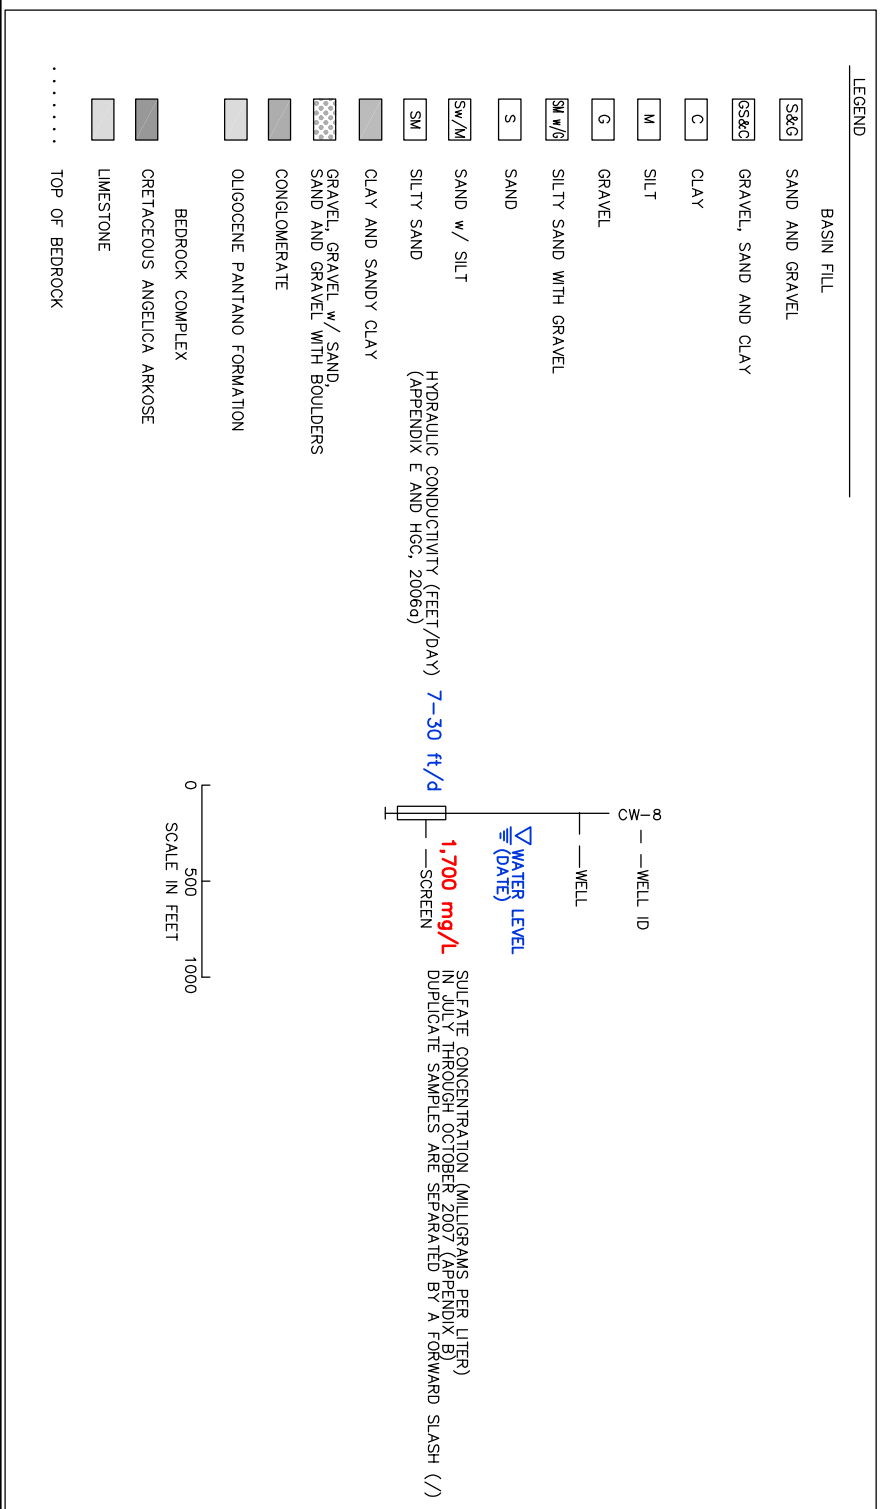 LEGEND
BASIN FILL
S&G SAND AND GRAVEL
GS&C GRAVEL, SAND AND CLAY
C CLAY
M SILT
G GRAVEL
SM w/G SILTY SAND WITH GRAVEL
S SAND
Sw/M SAND w/ SILT
SM SILTY SAND
CLAY AND SANDY CLAY
GRAVEL, GRAVEL w/ SAND,
SAND AND GRAVEL WITH BOULDERS
CONGLOMERATE
OLIGOCENE PANTANO FORMATION
BEDROCK COMPLEX
CRETACEOUS ANGELICA ARKOSE
LIMESTONE
TOP OF BEDROCK
CW-8 WELL ID
WELL
WATER LEVEL
(DATE)
HYDRAULIC CONDUCTIVITY (FEET/DAY)
(APPENDIX E AND HGC, 2006a)
7-30 ft/d
1,700 mg/L
SCREEN
SULFATE CONCENTRATION (MILLIGRAMS PER LITER)
IN JULY THROUGH OCTOBER 2007 (APPENDIX B)
DUPLICATE SAMPLES ARE SEPARATED BY A FORWARD SLASH (/)
0 500 1000
SCALE IN FEET